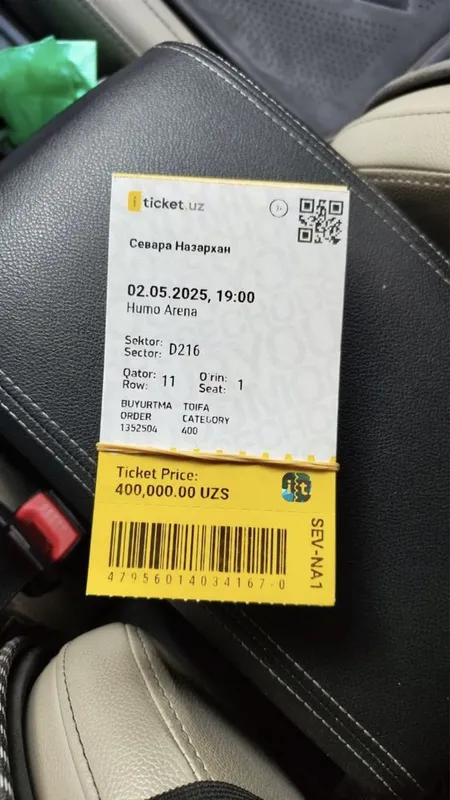 iticket.uz
Севара Назархан
02.05.2025, 19:00
Humo Arena
Sektor:
Sector: D216
Qator: O'rin:
Row: 11 Seat: 1
BUYURTMA TOIFA
ORDER CATEGORY
1352504 400
Ticket Price:
400,000.00 UZS
47956014034167-0
SEV-NA1